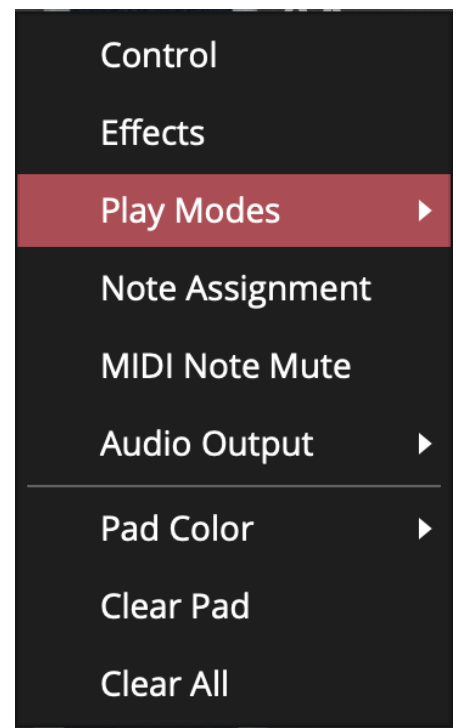 Control
Effects
Play Modes
Note Assignment
MIDI Note Mute
Audio Output
Pad Color
Clear Pad
Clear All